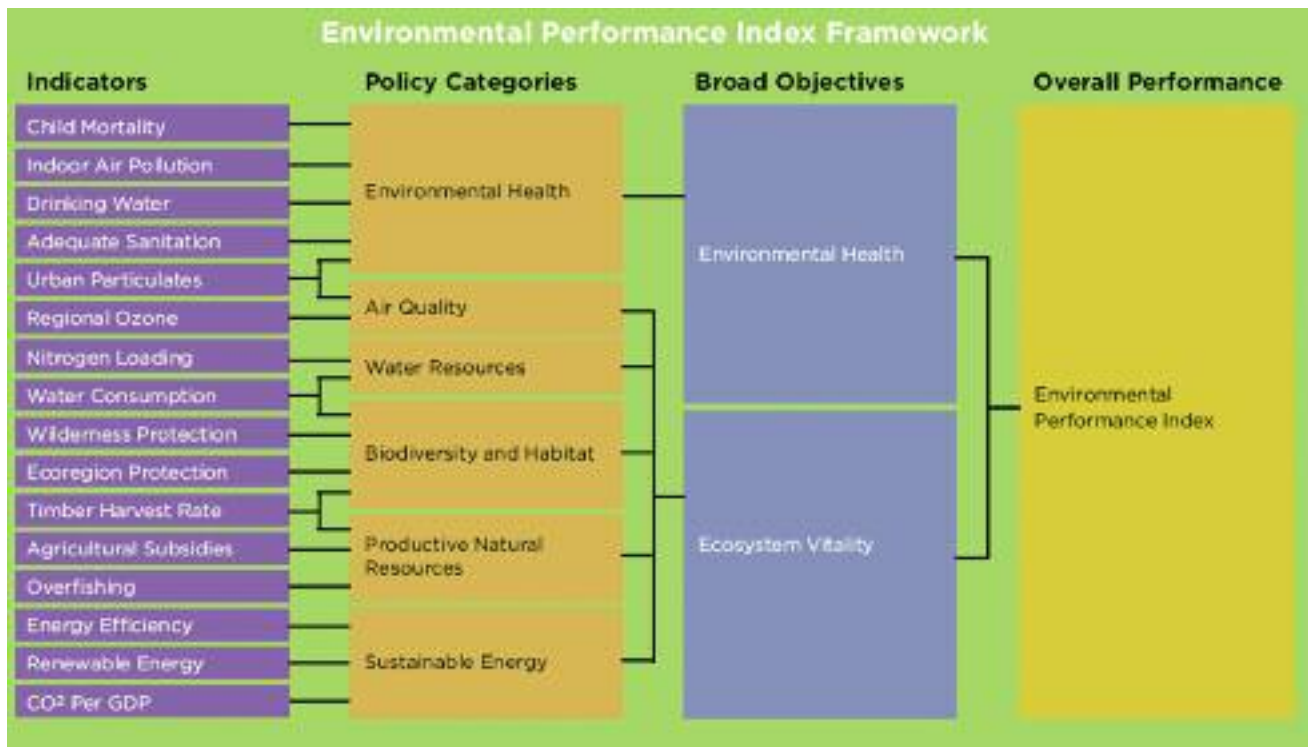 Environmental Performance Index Framework
Indicators
Policy Categories
Broad Objectives
Overall Performance
Child Mortality
Indoor Air Pollution
Drinking Water
Adequate Sanitation
Urban Particulates
Regional Ozone
Nitrogen Loading
Water Consumption
Wilderness Protection
Ecoregion Protection
Timber Harvest Rate
Agricultural Subsidies
Overfishing
Energy Efficiency
Renewable Energy
CO² Per GDP
Environmental Health
Air Quality
Water Resources
Biodiversity and Habitat
Productive Natural
Resources
Sustainable Energy
Environmental Health
Ecosystem Vitality
Environmental
Performance Index